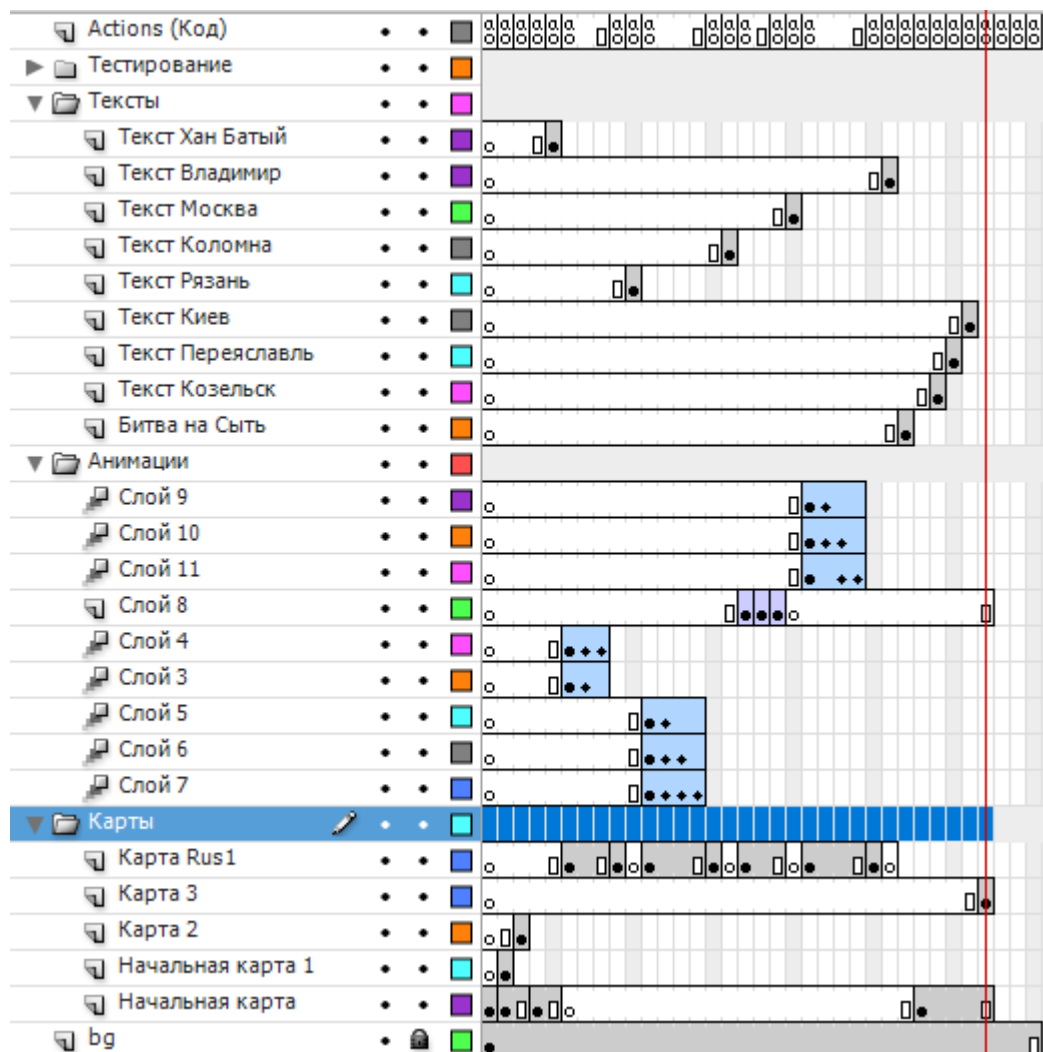 Actions (Код)
Тестирование
Тексты
Текст Хан Батый
Текст Владимир
Текст Москва
Текст Коломна
Текст Рязань
Текст Киев
Текст Переяславль
Текст Козельск
Битва на Сыть
Анимации
Слой 9
Слой 10
Слой 11
Слой 8
Слой 4
Слой 3
Слой 5
Слой 6
Слой 7
Карты
Карта Rus1
Карта 3
Карта 2
Начальная карта 1
Начальная карта
bg